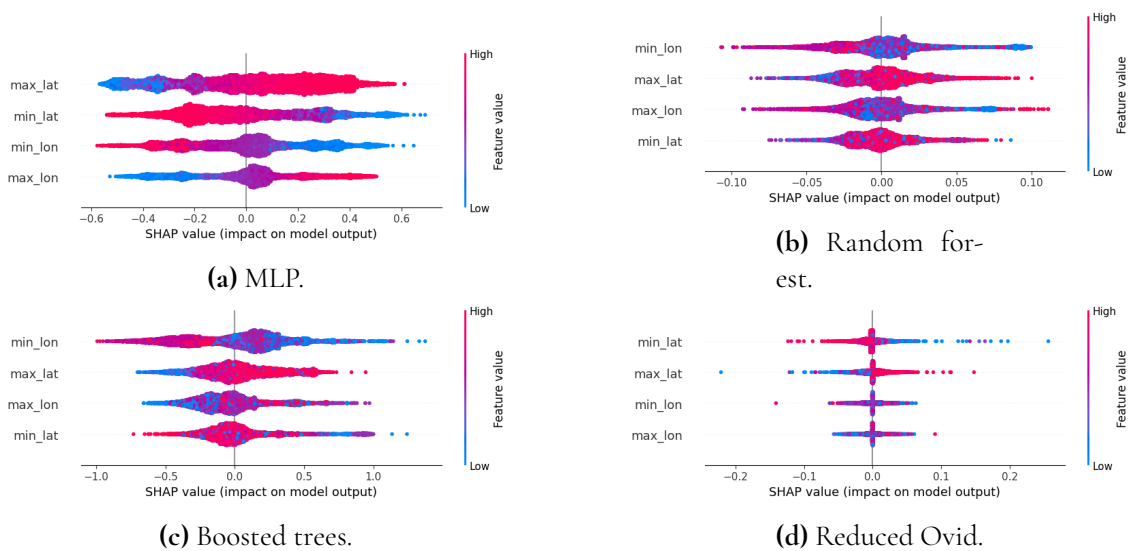 High
max_lat
min_lat
min_lon
max_lon
Feature value
Low
−0.6 −0.4 −0.2 0.0 0.2 0.4 0.6
SHAP value (impact on model output)
(a) MLP.
High
min_lon
max_lat
max_lon
min_lat
Feature value
Low
−0.10 −0.05 0.00 0.05 0.10
SHAP value (impact on model output)
(b) Random for-
est.
High
min_lon
max_lat
max_lon
min_lat
Feature value
Low
−1.0 −0.5 0.0 0.5 1.0
SHAP value (impact on model output)
(c) Boosted trees.
High
min_lat
max_lat
min_lon
max_lon
Feature value
Low
−0.2 −0.1 0.0 0.1 0.2
SHAP value (impact on model output)
(d) Reduced Ovid.